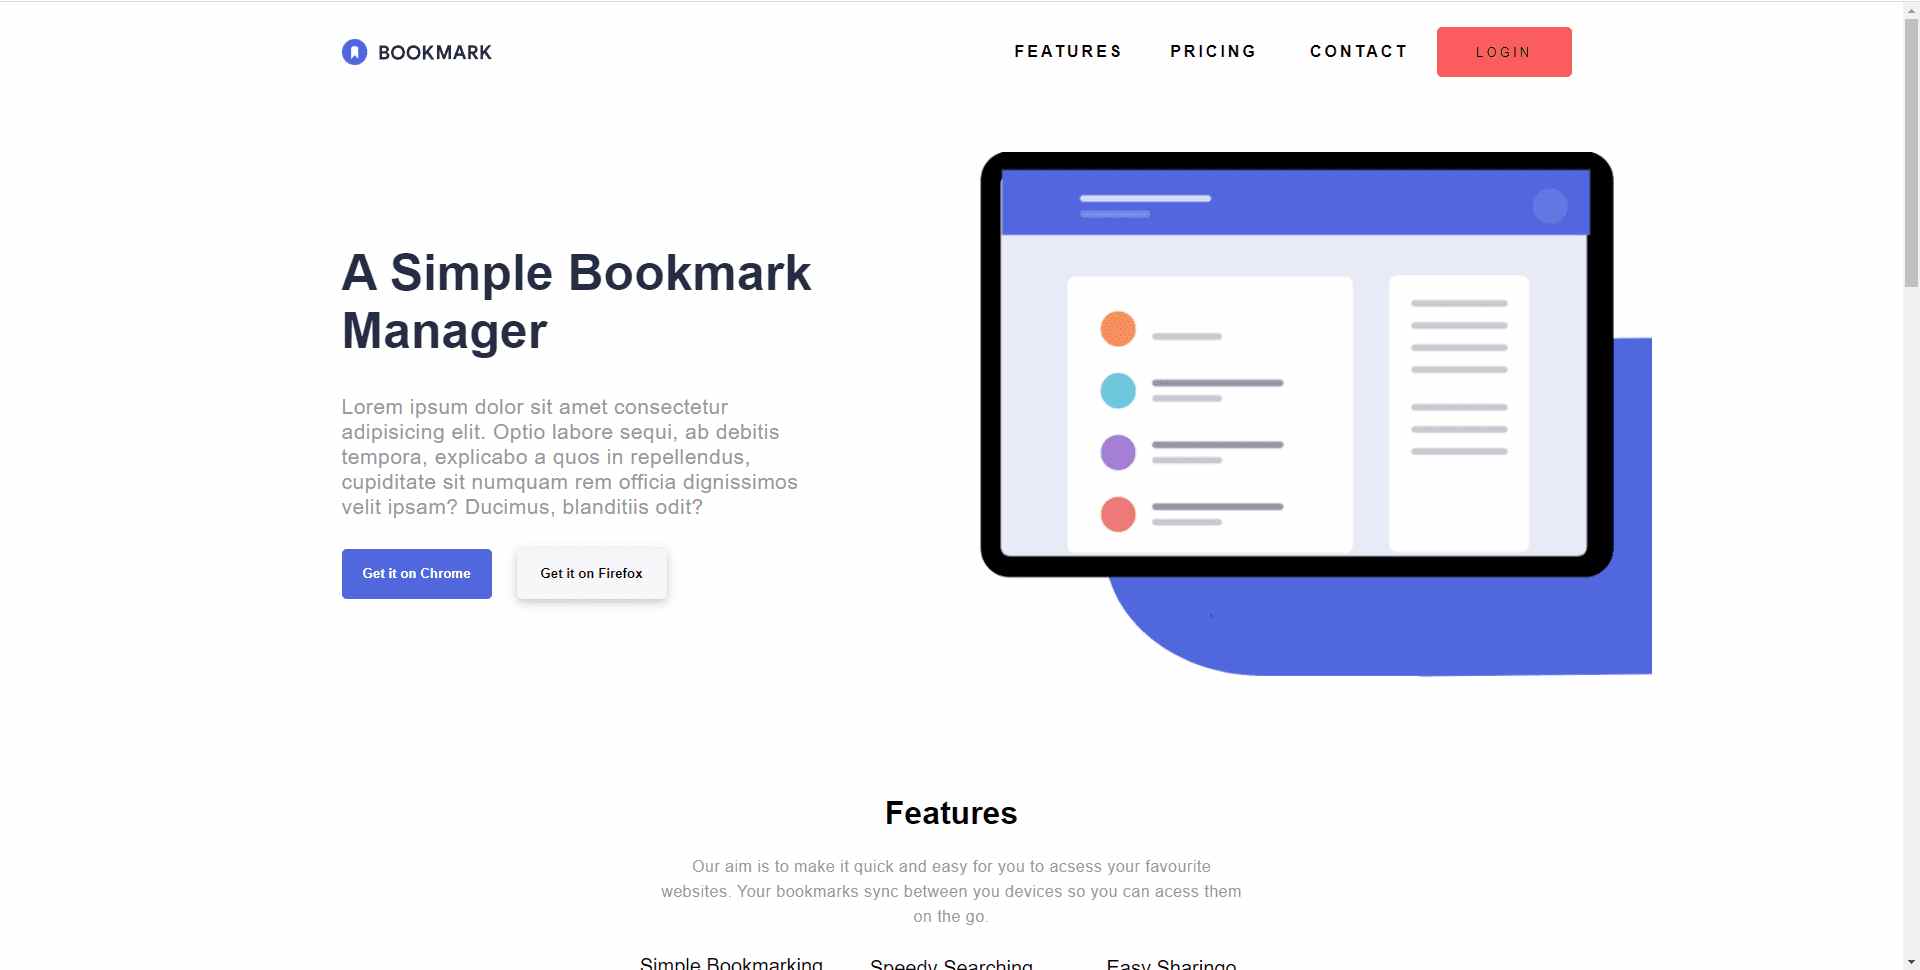 BOOKMARK FEATURES PRICING CONTACT LOGIN
A Simple Bookmark
Manager
Lorem ipsum dolor sit amet consectetur
adipisicing elit. Optio labore sequi, ab debitis
tempora, explicabo a quos in repellendus,
cupiditate sit numquam rem officia dignissimos
velit ipsam? Ducimus, blanditiis odit?
Get it on Chrome Get it on Firefox
Features
Our aim is to make it quick and easy for you to acsess your favourite
websites. Your bookmarks sync between you devices so you can acess them
on the go.
Simple Bookmarking Speedy Searching Easy Sharingo